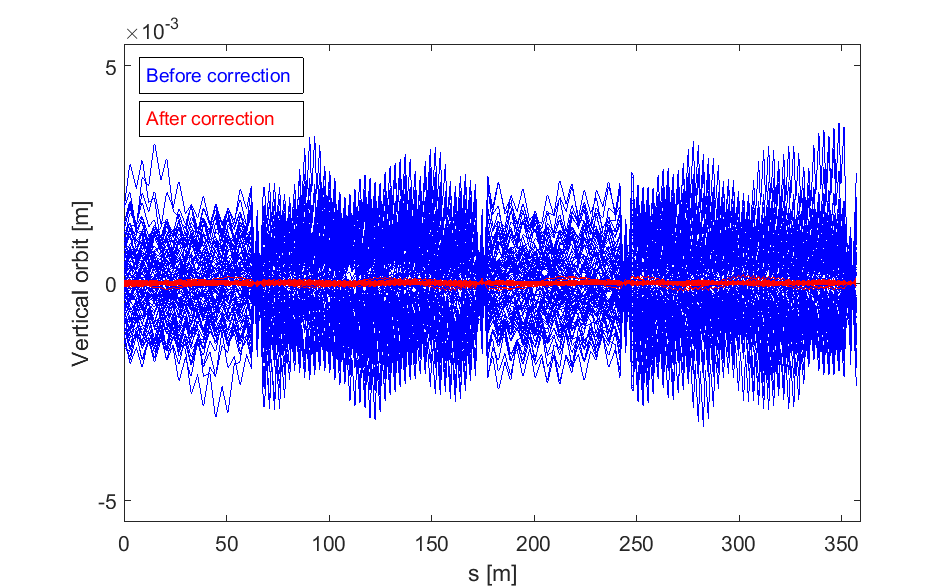 ×10-3
5
Before correction
After correction
Vertical orbit [m]
0
-5
0 50 100 150 200 250 300 350
s [m]